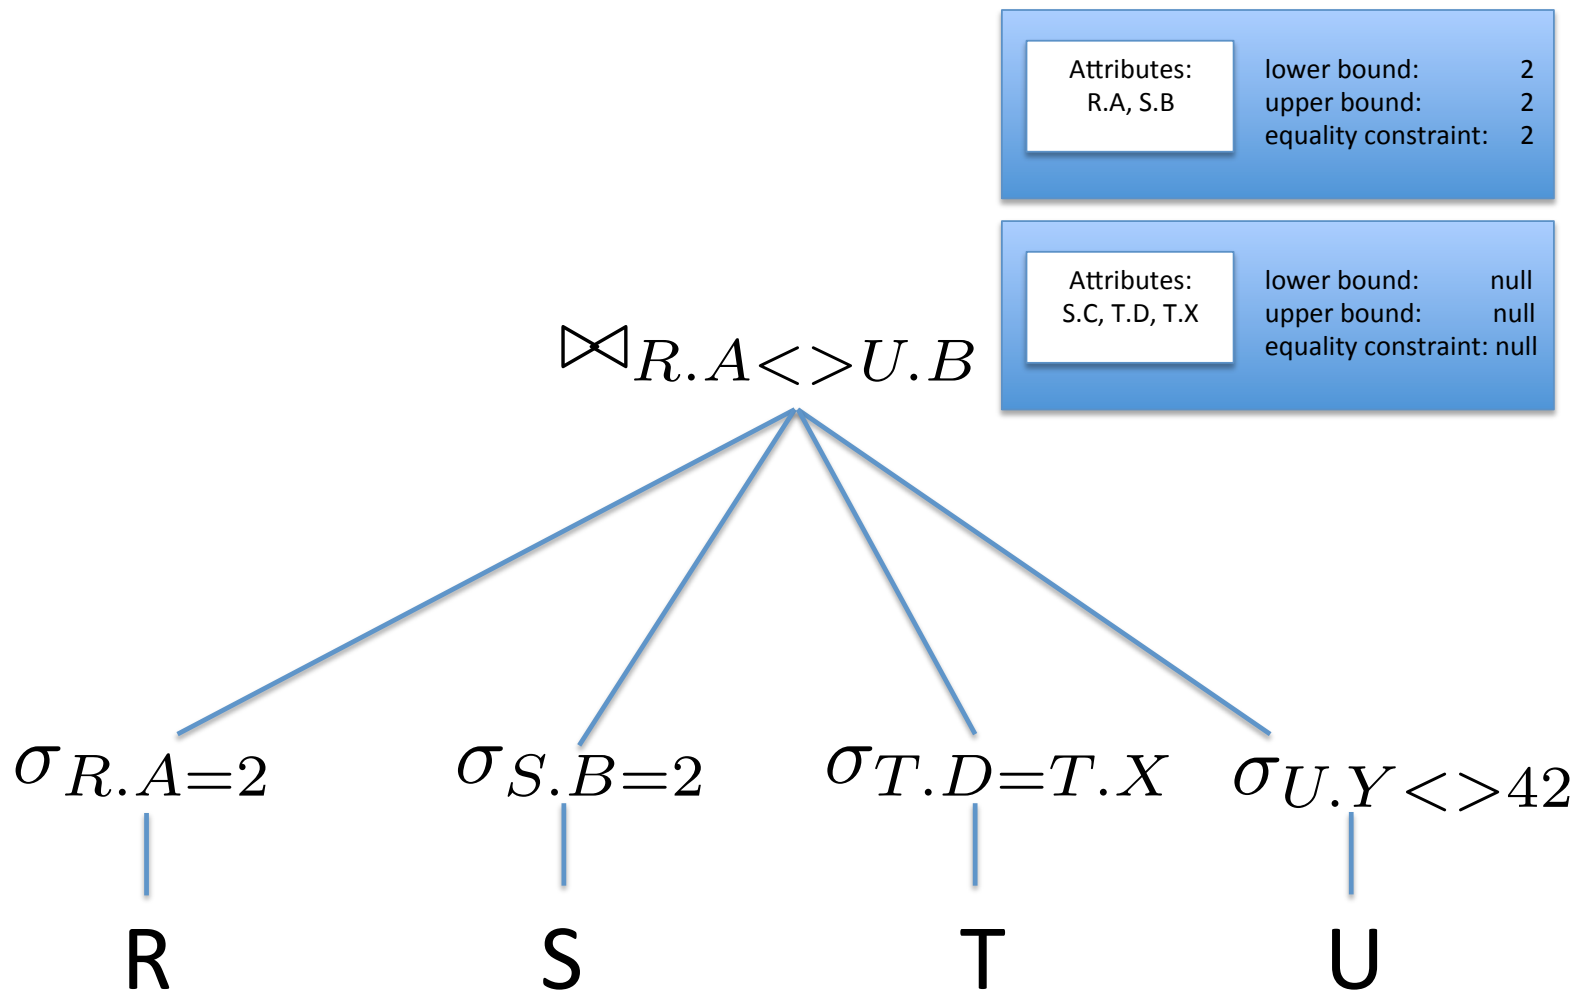 Attributes:
R.A, S.B
lower bound: 2
upper bound: 2
equality constraint: 2
Attributes:
S.C, T.D, T.X
lower bound: null
upper bound: null
equality constraint: null
⋈R.A<>U.B
σR.A=2 σS.B=2 σT.D=T.X σU.Y<>42
R S T U